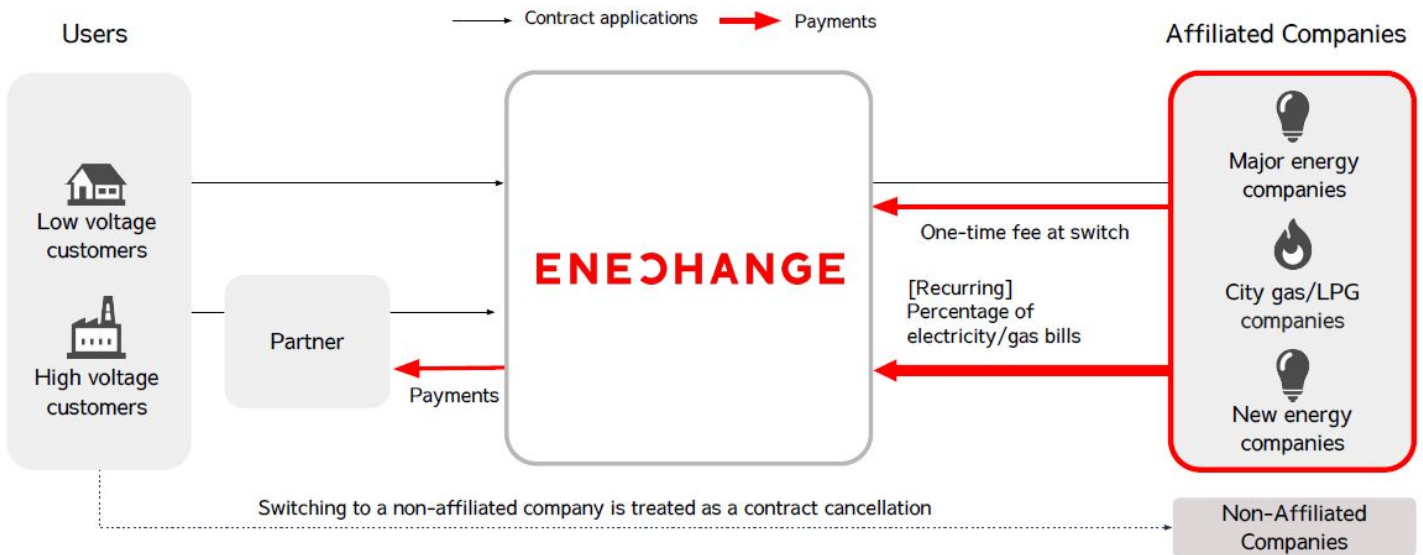 Contract applications
Payments
Users
Affiliated Companies
Low voltage
customers
High voltage
customers
Partner
Payments
ENECHANGE
One-time fee at switch
[Recurring]
Percentage of
electricity/gas bills
Major energy
companies
City gas/LPG
companies
New energy
companies
Switching to a non-affiliated company is treated as a contract cancellation
Non-Affiliated
Companies